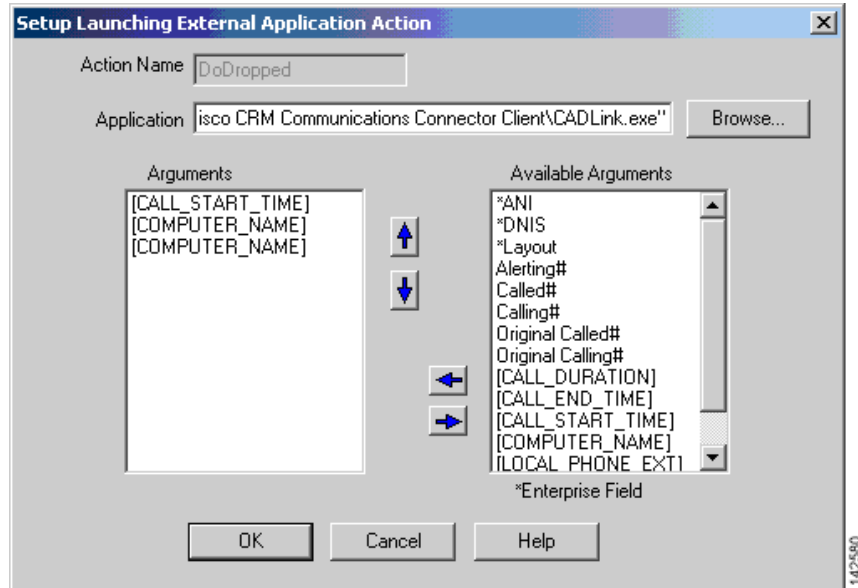 Setup Launching External Application Action
Action Name DoDropped
Application isco CRM Communications Connector Client\CADLink.exe" Browse...
Arguments
[CALL_START_TIME]
[COMPUTER_NAME]
[COMPUTER_NAME]
Available Arguments
*ANI
*DNIS
*Layout
Alerting#
Called#
Calling#
Original Called#
Original Calling#
[CALL_DURATION]
[CALL_END_TIME]
[CALL_START_TIME]
[COMPUTER_NAME]
[LOCAL_PHONE_EXT]
*Enterprise Field
OK Cancel Help
142580